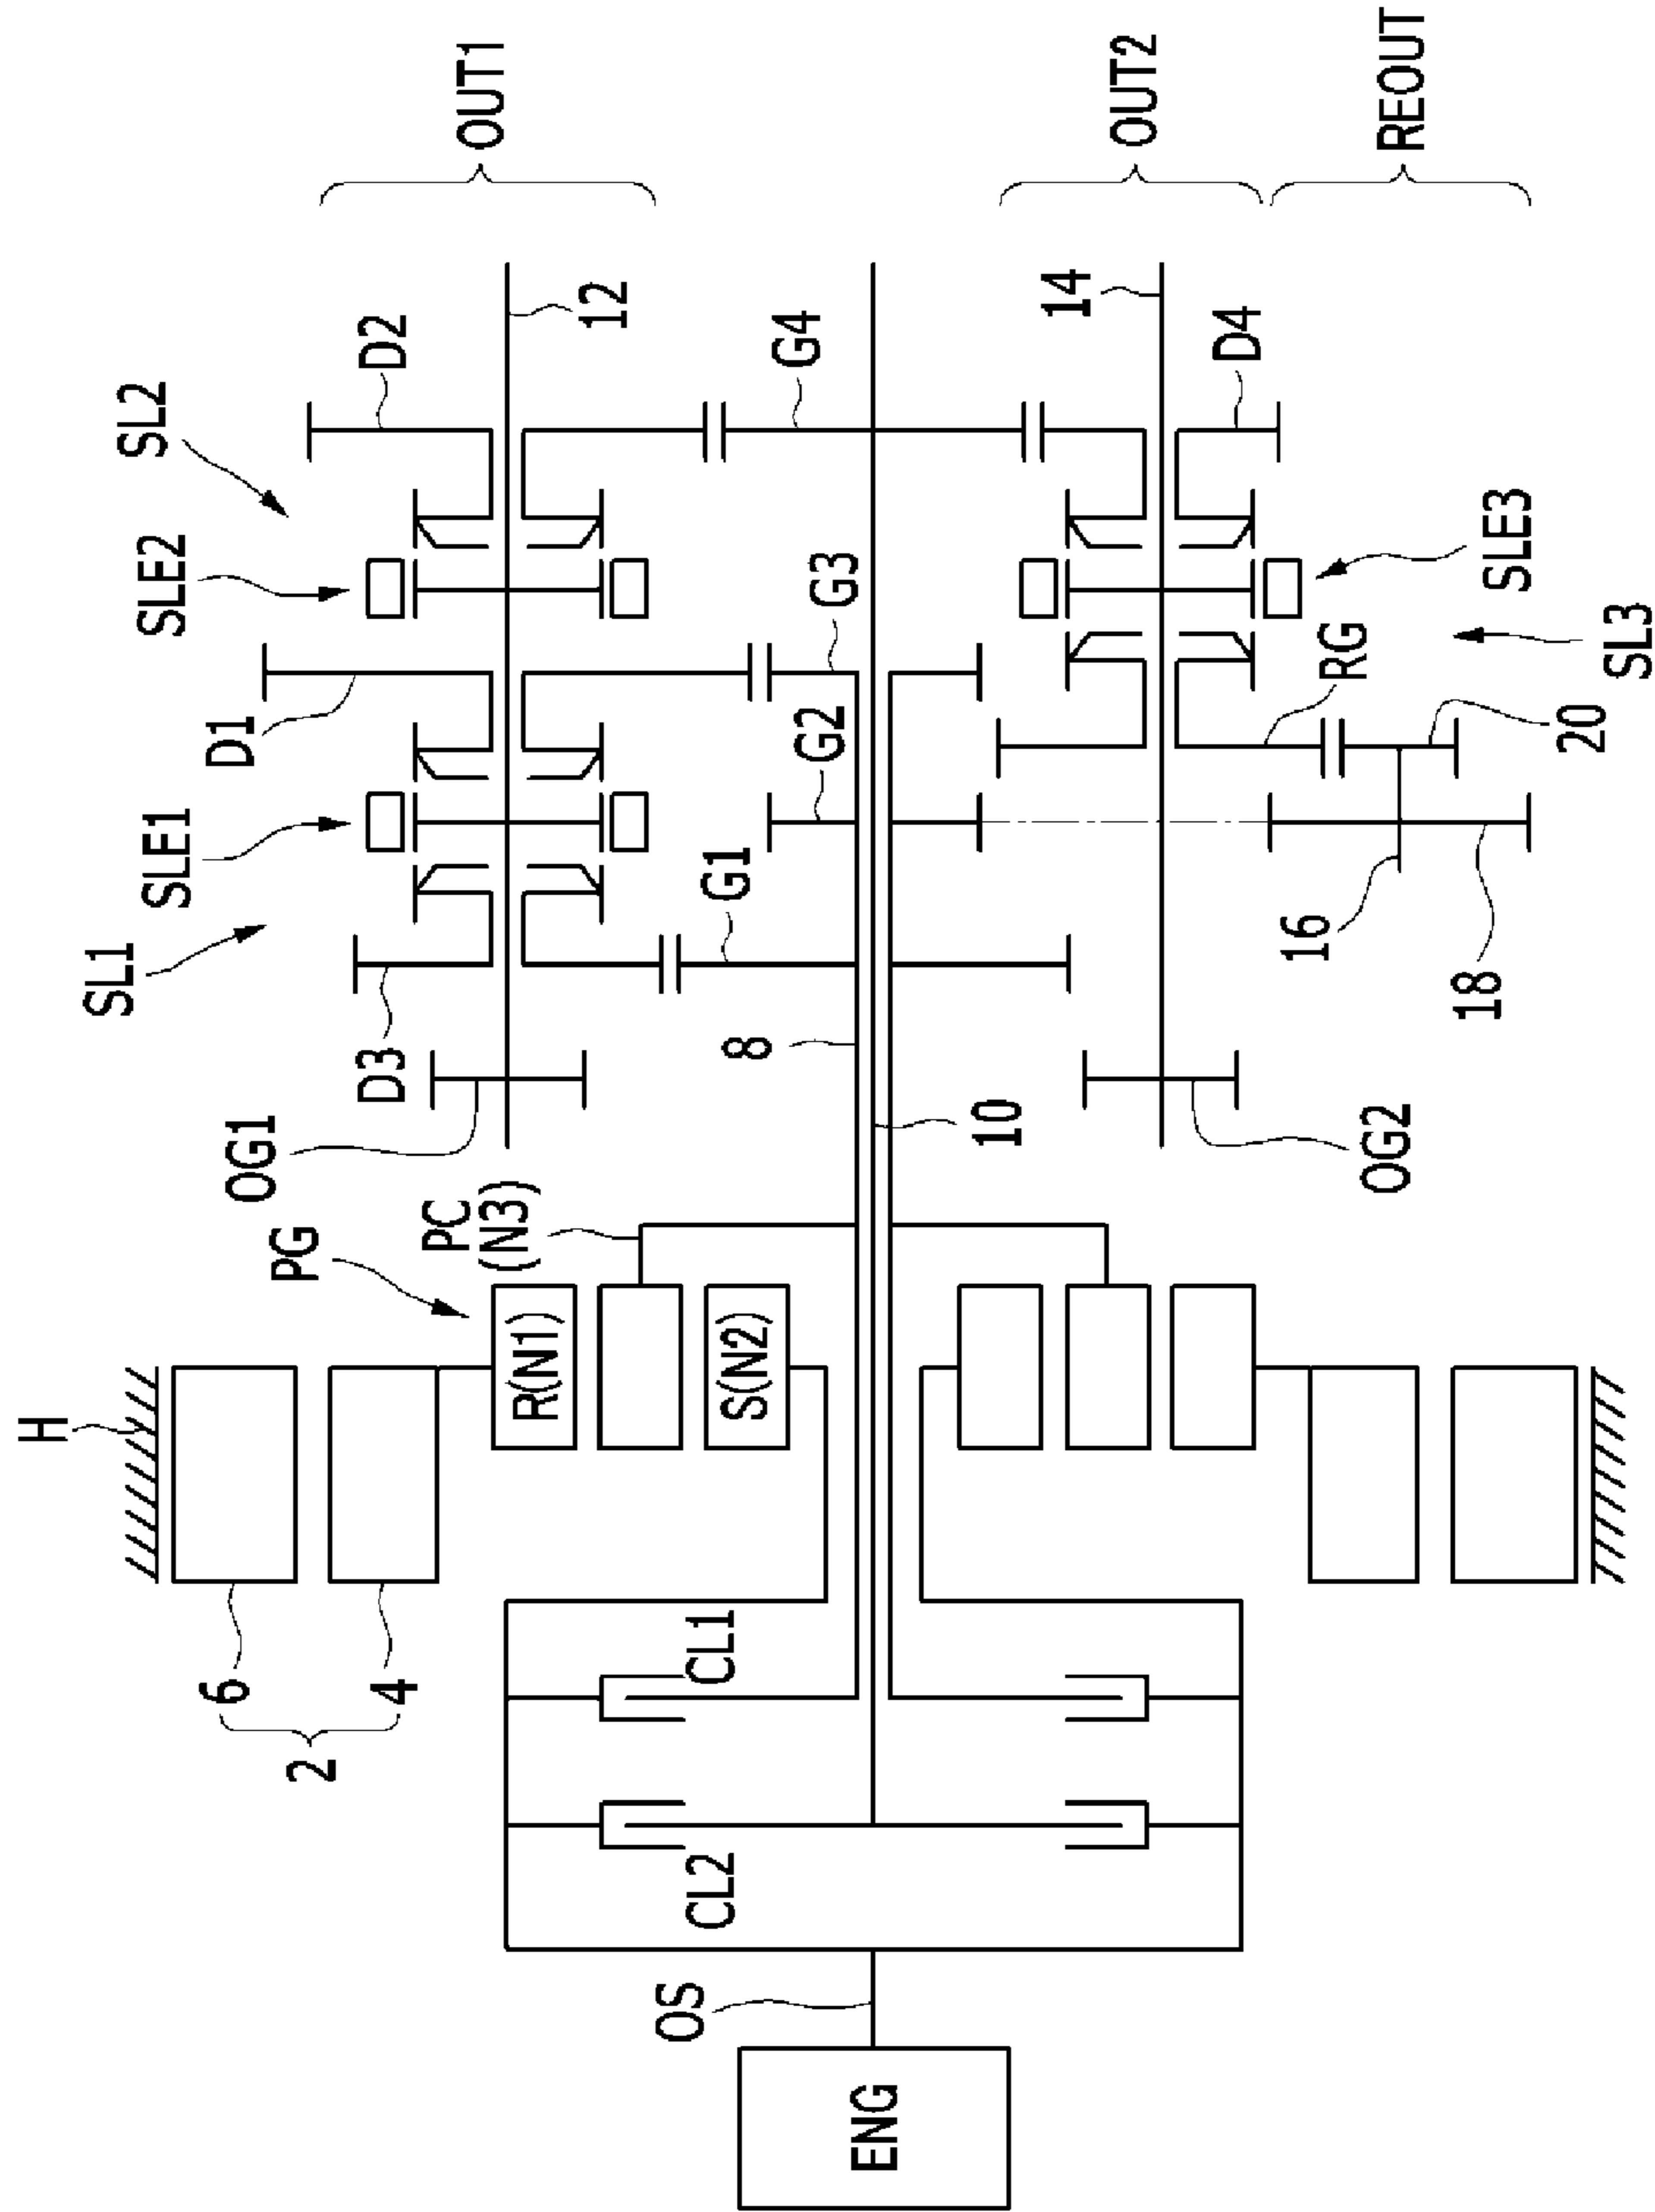 H
6
4
2
PG
R(N1)
S(N2)
PC
(N3)
OG1
D3
SL1
SLE1
D1
SLE2
SL2
D2
12
OUT1
ENG
OS
CL2
CL1
8
10
G1
G2
G3
G4
OG2
16
18
20
RG
SL3
SLE3
D4
14
OUT2
REOUT